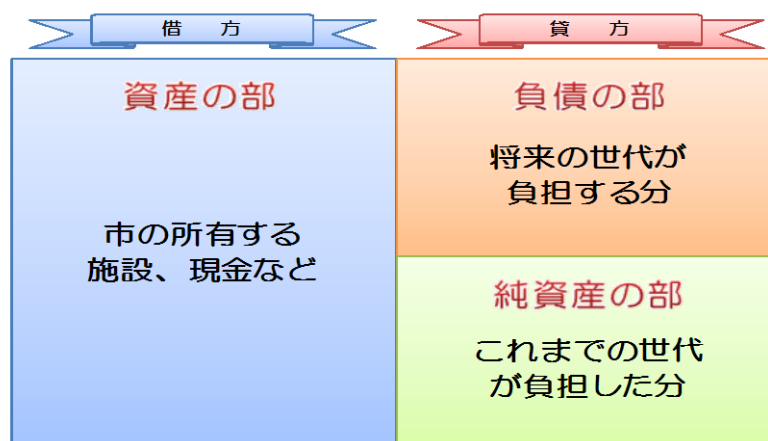 借　方
貸　方
資産の部
市の所有する
施設、現金など
負債の部
将来の世代が
負担する分
純資産の部
これまでの世代
が負担した分